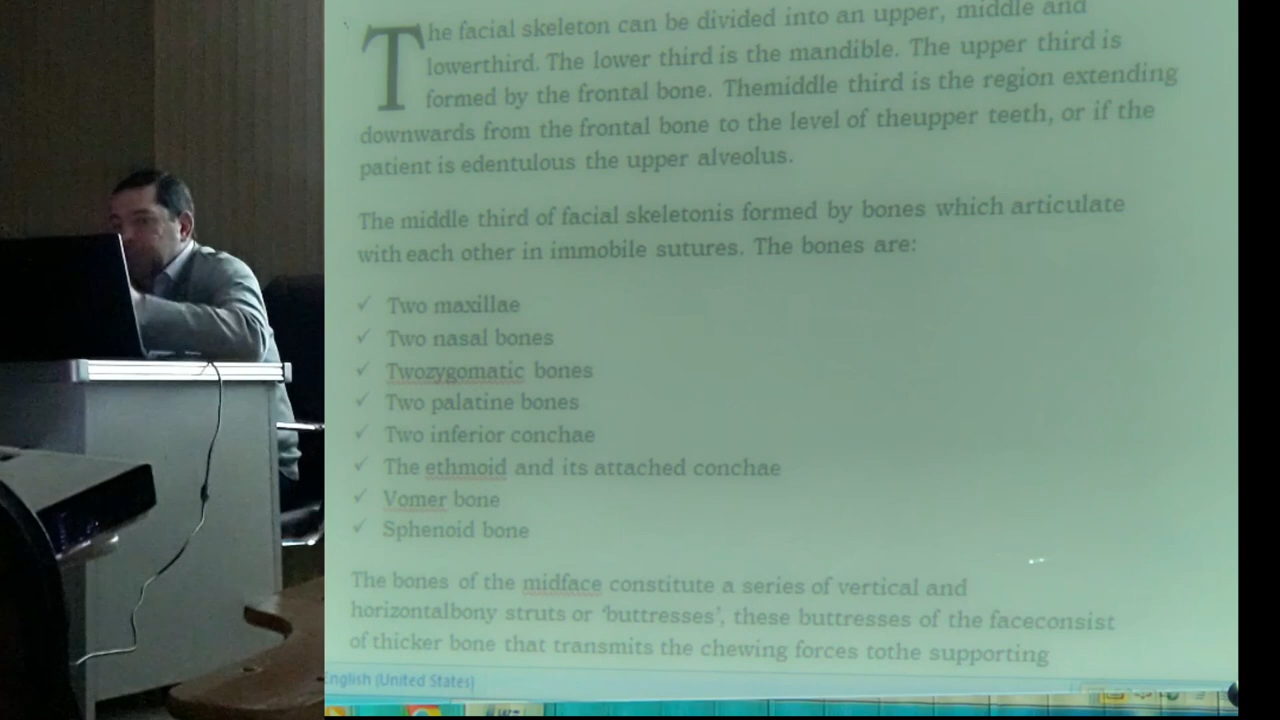 The facial skeleton can be divided into an upper, middle and
lowerthird. The lower third is the mandible. The upper third is
formed by the frontal bone. Themiddle third is the region extending
downwards from the frontal bone to the level of theupper teeth, or if the
patient is edentulous the upper alveolus.
The middle third of facial skeletonis formed by bones which articulate
with each other in immobile sutures. The bones are:
✓ Two maxillae
✓ Two nasal bones
✓ Twozygomatic bones
✓ Two palatine bones
✓ Two inferior conchae
✓ The ethmoid and its attached conchae
✓ Vomer bone
✓ Sphenoid bone
The bones of the midface constitute a series of vertical and
horizontalbony struts or ‘buttresses’, these buttresses of the faceconsist
of thicker bone that transmits the chewing forces tothe supporting
English (United States)